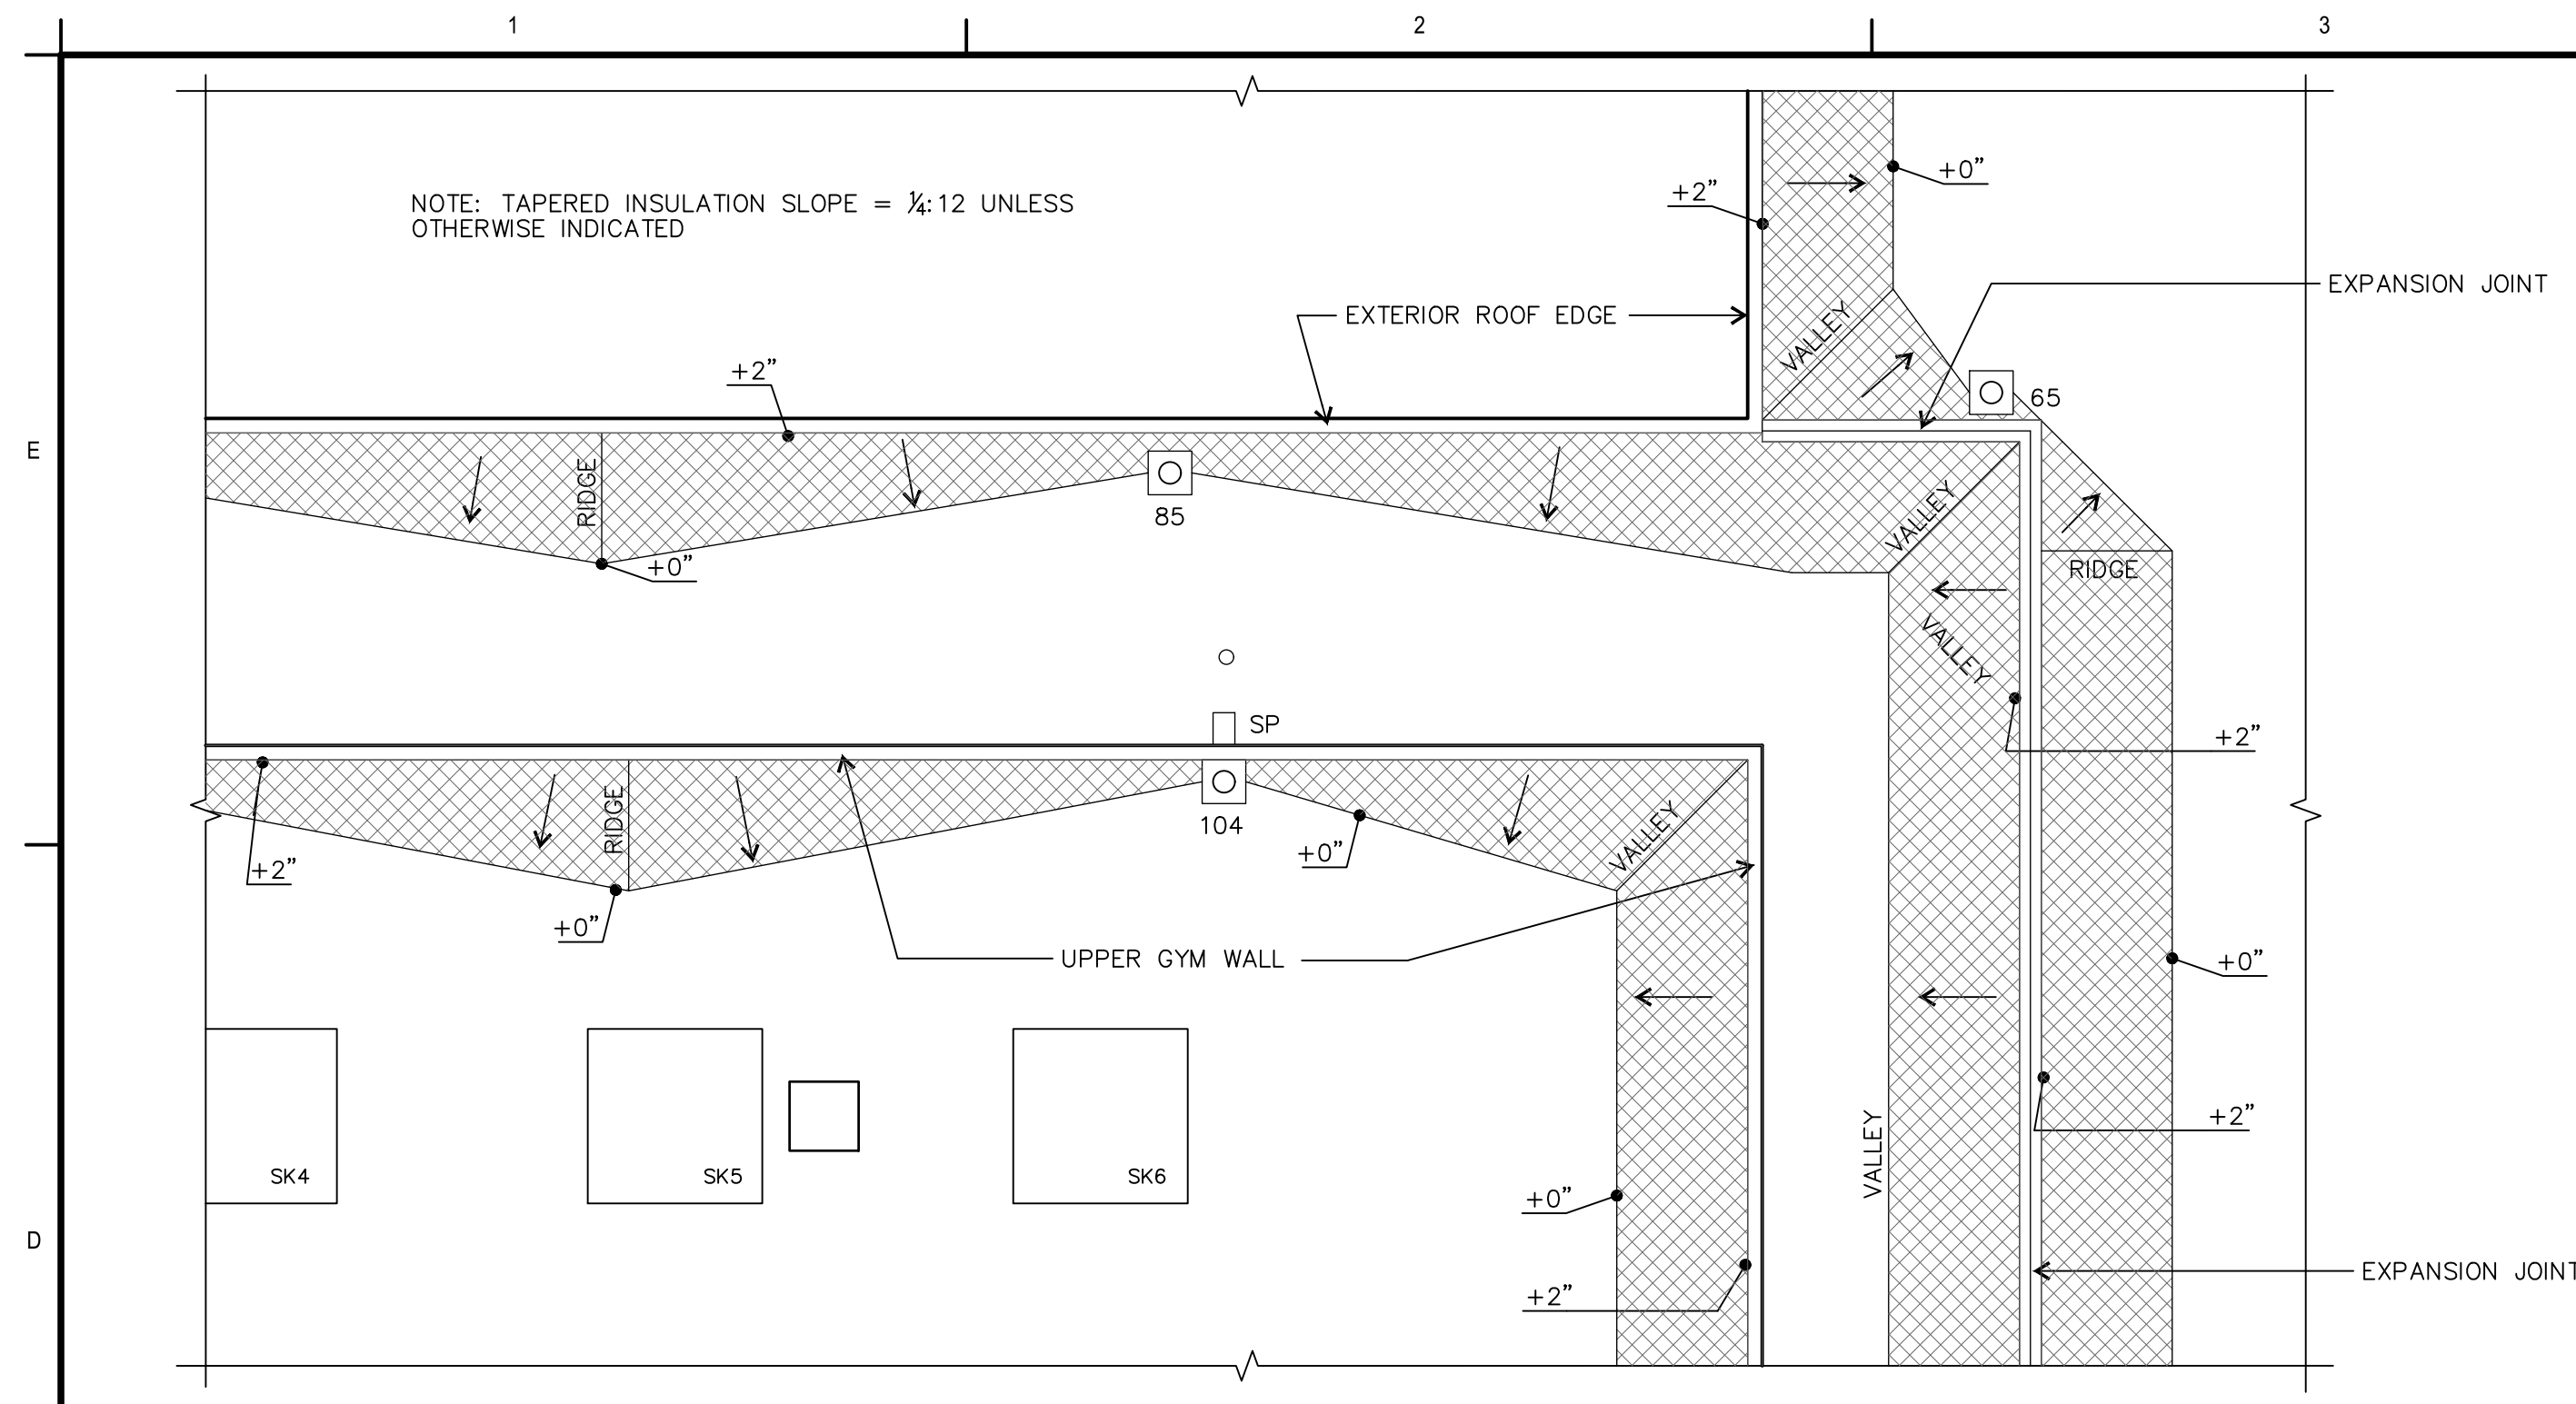 1
2
3
+0”
+2”
NOTE: TAPERED INSULATION SLOPE = ¼:12 UNLESS
OTHERWISE INDICATED
EXPANSION JOINT
EXTERIOR ROOF EDGE
VALLEY
+2”
65
E
RIDGE
85
VALLEY
+0”
RIDGE
VALLEY
SP
+2”
RIDGE
104
VALLEY
+0”
+2”
+0”
UPPER GYM WALL
+0”
+2”
VALLEY
SK4
SK5
SK6
+0”
D
EXPANSION JOINT
+2”